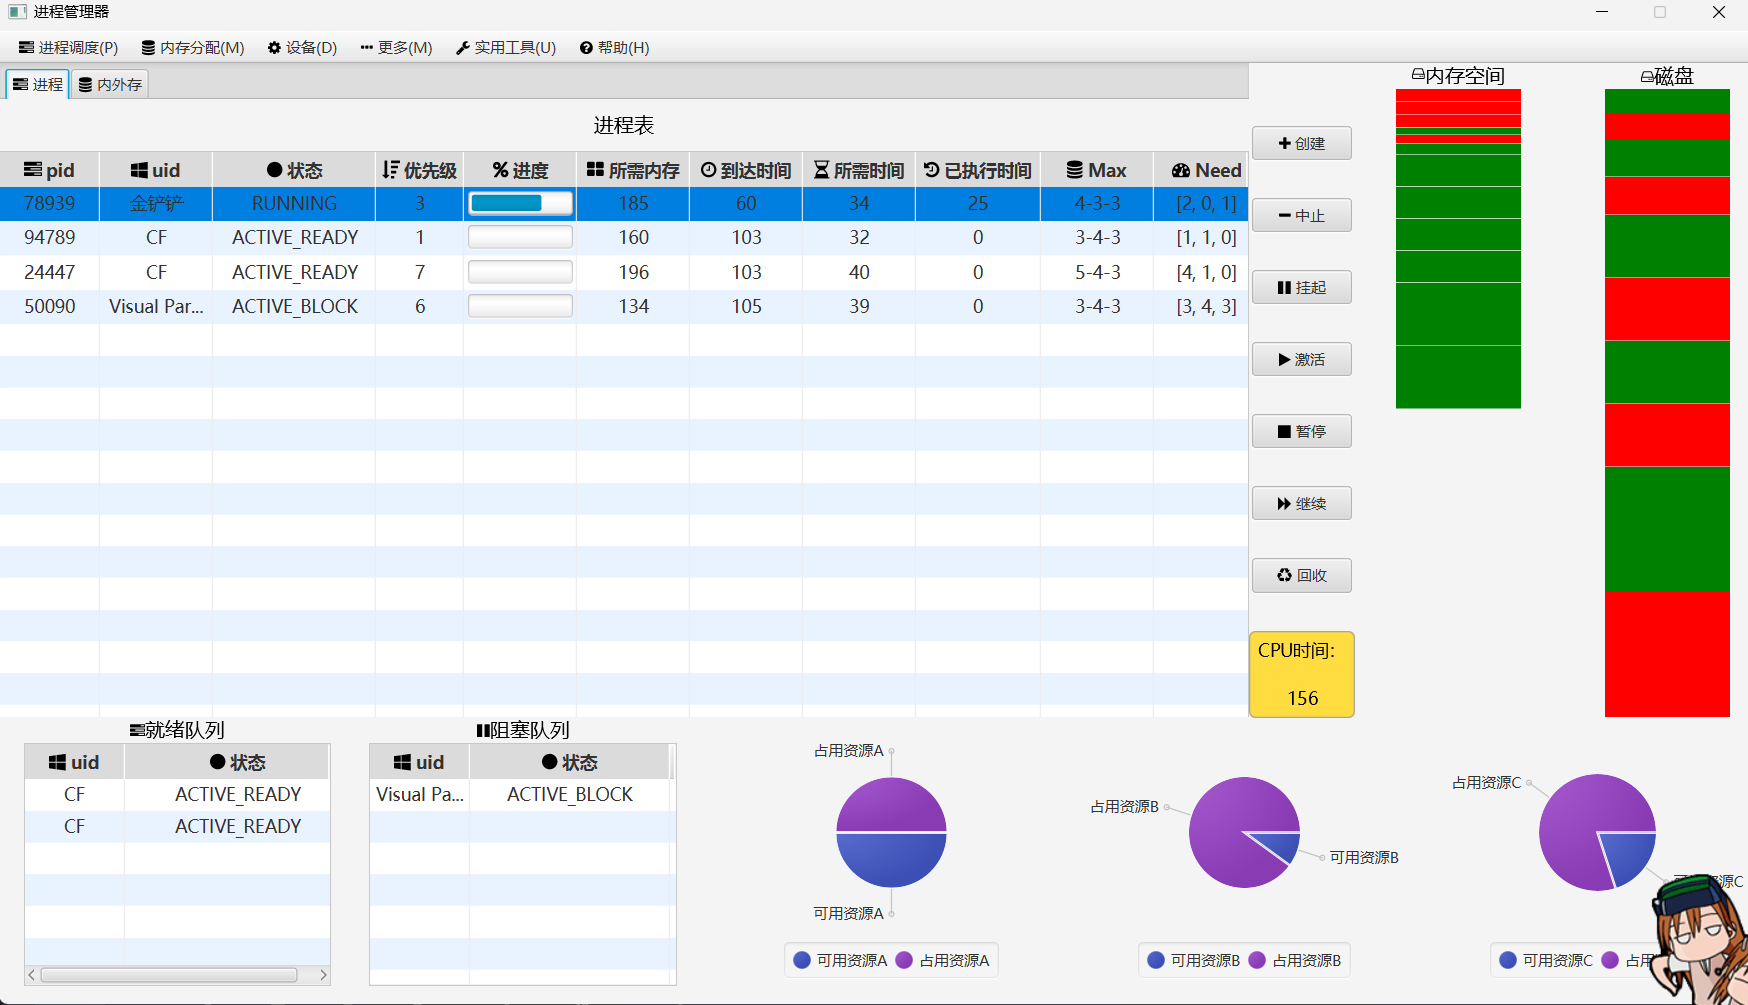 进程管理器
进程调度(P) 内存分配(M) 设备(D) 更多(M) 实用工具(U) 帮助(H)
进程 内外存
进程表
pid uid 状态 优先级 进度 所需内存 到达时间 所需时间 已执行时间 Max Need
78939 金铲铲 RUNNING 3 185 60 34 25 4-3-3 [2, 0, 1]
94789 CF ACTIVE_READY 1 160 103 32 0 3-4-3 [1, 1, 0]
24447 CF ACTIVE_READY 7 196 103 40 0 5-4-3 [4, 1, 0]
50090 Visual Par... ACTIVE_BLOCK 6 134 105 39 0 3-4-3 [3, 4, 3]
创建
中止
挂起
激活
暂停
继续
回收
CPU时间:
156
内存空间
磁盘
就绪队列
uid 状态
CF ACTIVE_READY
CF ACTIVE_READY
阻塞队列
uid 状态
Visual Pa... ACTIVE_BLOCK
占用资源A
可用资源A
可用资源A 占用资源A
占用资源B
可用资源B
可用资源B 占用资源B
占用资源C
源C
可用资源C 占用